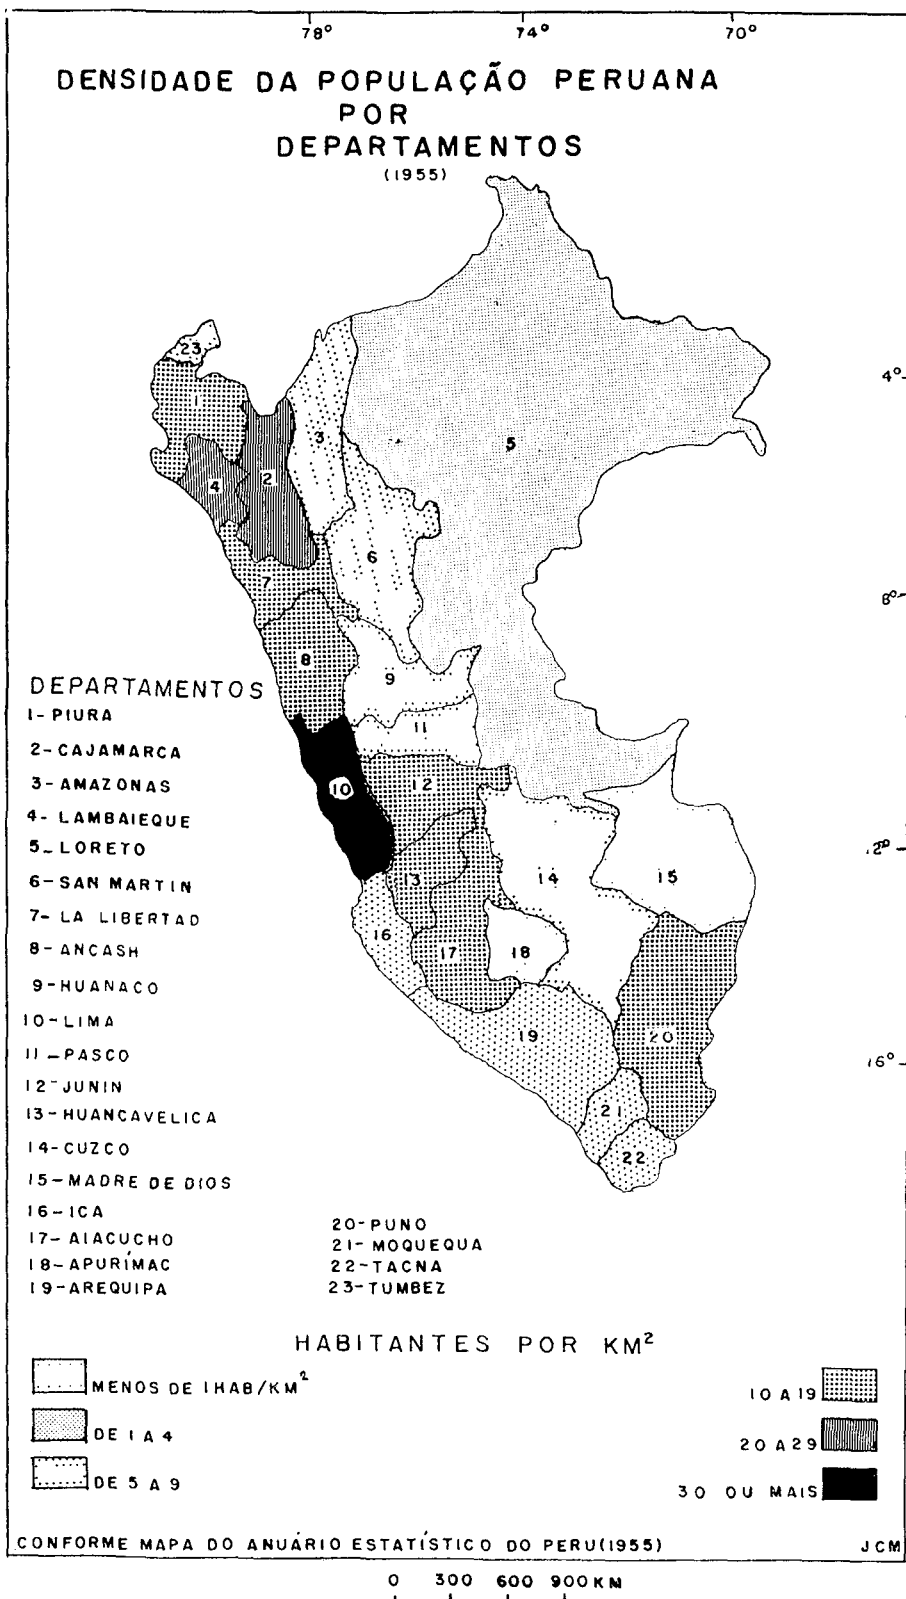 78° 74° 70°
DENSIDADE DA POPULAÇÃO PERUANA
POR
DEPARTAMENTOS
(1955)
23
4°
1
3
5
2
4
6
8°
7
8
9
DEPARTAMENTOS
1- PIURA
11
2- CAJAMARCA
3- AMAZONAS
10
12
4- LAMBAIEQUE
5- LORETO
12º
6- SAN MARTIN
13
14
15
7- LA LIBERTAD
16
8- ANCASH
17
18
9- HUANACO
10- LIMA
19
20
11- PASCO
16°
12- JUNIN
13- HUANCAVELICA
21
14- CUZCO
22
15- MADRE DE DIOS
16- ICA
17- AIACUCHO
18- APURÍMAC
19- AREQUIPA
20- PUNO
21- MOQUEQUA
22- TACNA
23- TUMBEZ
HABITANTES POR KM²
MENOS DE 1HAB/KM²
DE 1 A 4
DE 5 A 9
10 A 19
20 A 29
30 OU MAIS
CONFORME MAPA DO ANUÁRIO ESTATÍSTICO DO PERU(1955) JCM
0 300 600 900 KM